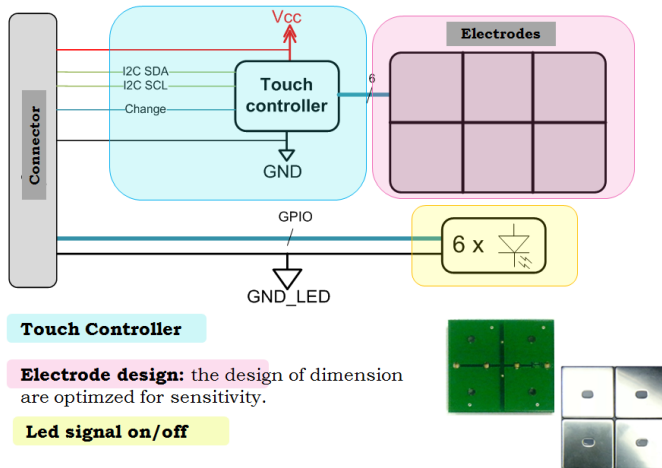 Vcc
Electrodes
I2C SDA
I2C SCL
Touch
controller
6
Change
Connector
GND
GPIO
6 x
GND_LED
Touch Controller
Electrode design: the design of dimension
are optimzed for sensitivity.
Led signal on/off